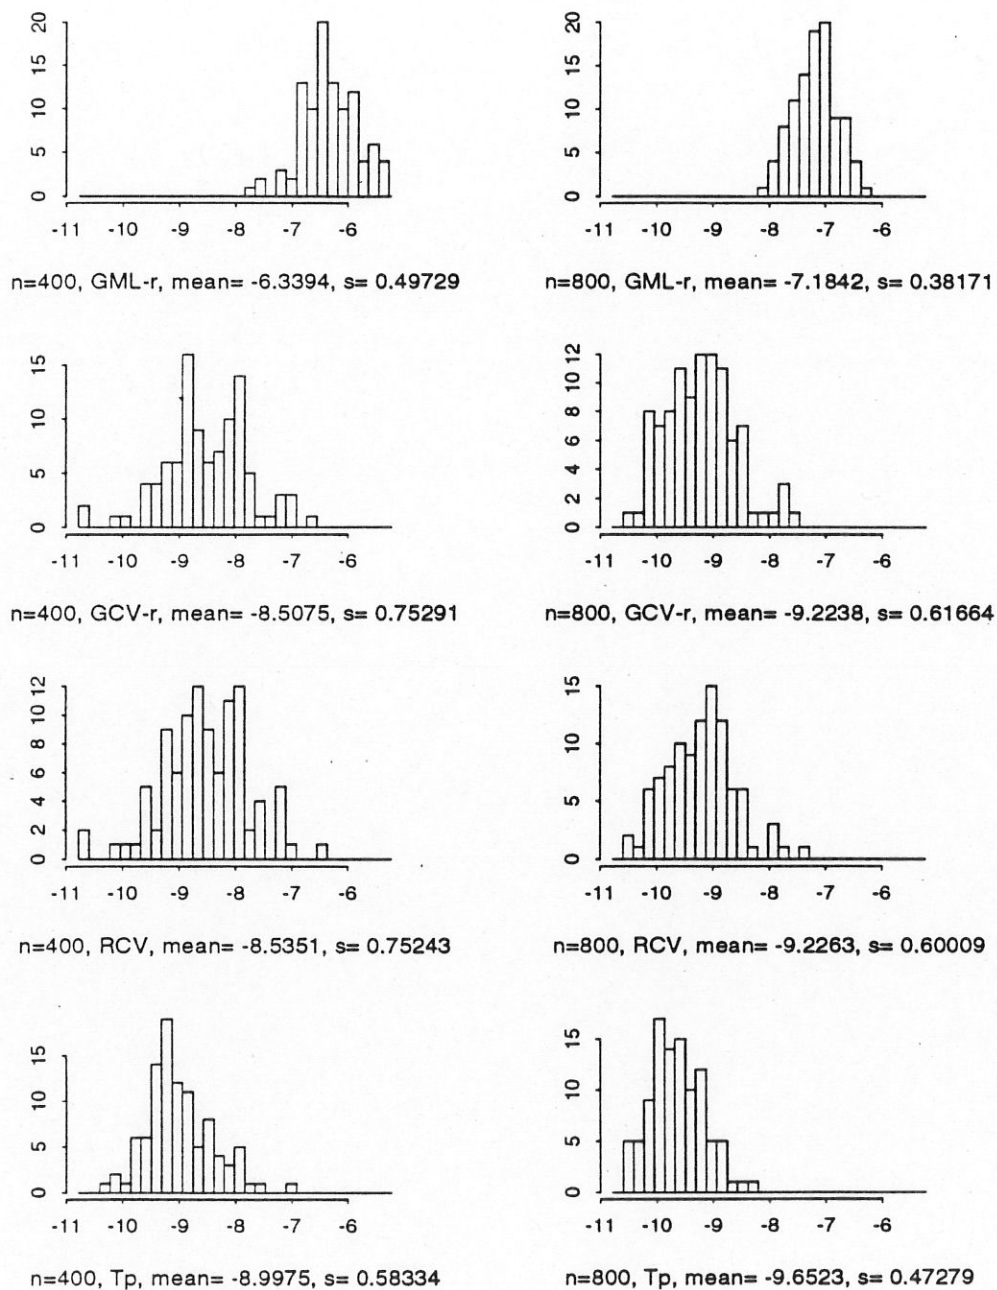 20
15
10
5
0
-11 -10 -9 -8 -7 -6
n=400, GML-r, mean= -6.3394, s= 0.49729
20
15
10
5
0
-11 -10 -9 -8 -7 -6
n=800, GML-r, mean= -7.1842, s= 0.38171
15
10
5
0
-11 -10 -9 -8 -7 -6
n=400, GCV-r, mean= -8.5075, s= 0.75291
12
10
8
6
4
2
0
-11 -10 -9 -8 -7 -6
n=800, GCV-r, mean= -9.2238, s= 0.61664
12
10
8
6
4
2
0
-11 -10 -9 -8 -7 -6
n=400, RCV, mean= -8.5351, s= 0.75243
15
10
5
0
-11 -10 -9 -8 -7 -6
n=800, RCV, mean= -9.2263, s= 0.60009
15
10
5
0
-11 -10 -9 -8 -7 -6
n=400, Tp, mean= -8.9975, s= 0.58334
15
10
5
0
-11 -10 -9 -8 -7 -6
n=800, Tp, mean= -9.6523, s= 0.47279